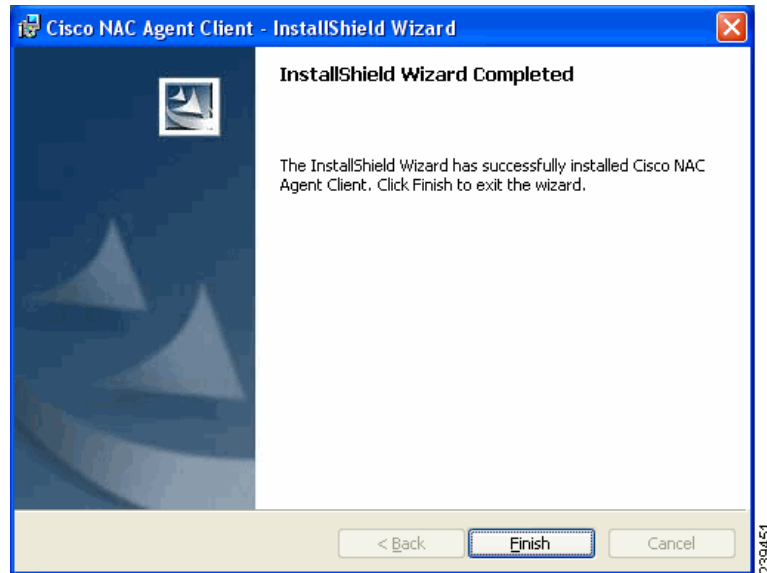 Cisco NAC Agent Client - InstallShield Wizard
InstallShield Wizard Completed
The InstallShield Wizard has successfully installed Cisco NAC
Agent Client. Click Finish to exit the wizard.
< Back
Finish
Cancel
239451